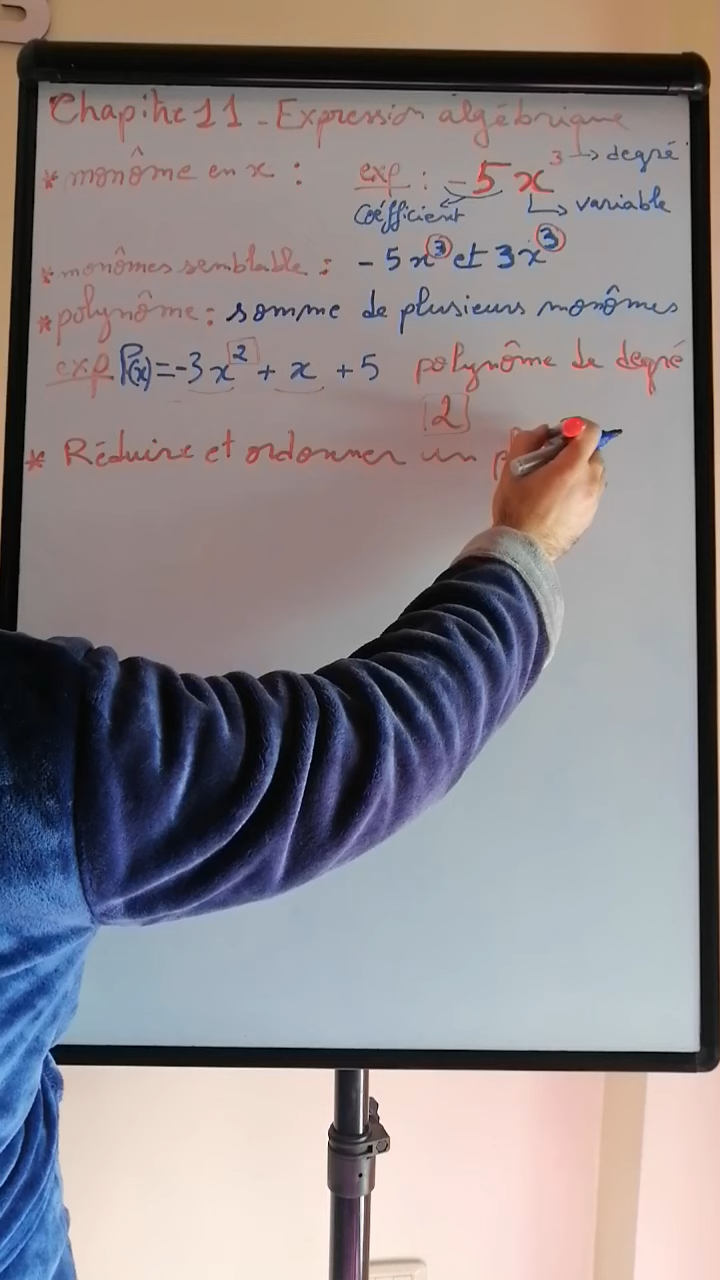 Chapitre 11 - Expression algébrique
* monôme en x : exp : -5x³ → degré
Coéfficient → variable
* monômes semblable : -5x³ et 3x³
* polynôme : somme de plusieurs monômes
exp P(x)=-3x² + x + 5 polynôme de degré
2
* Réduire et ordonner un p